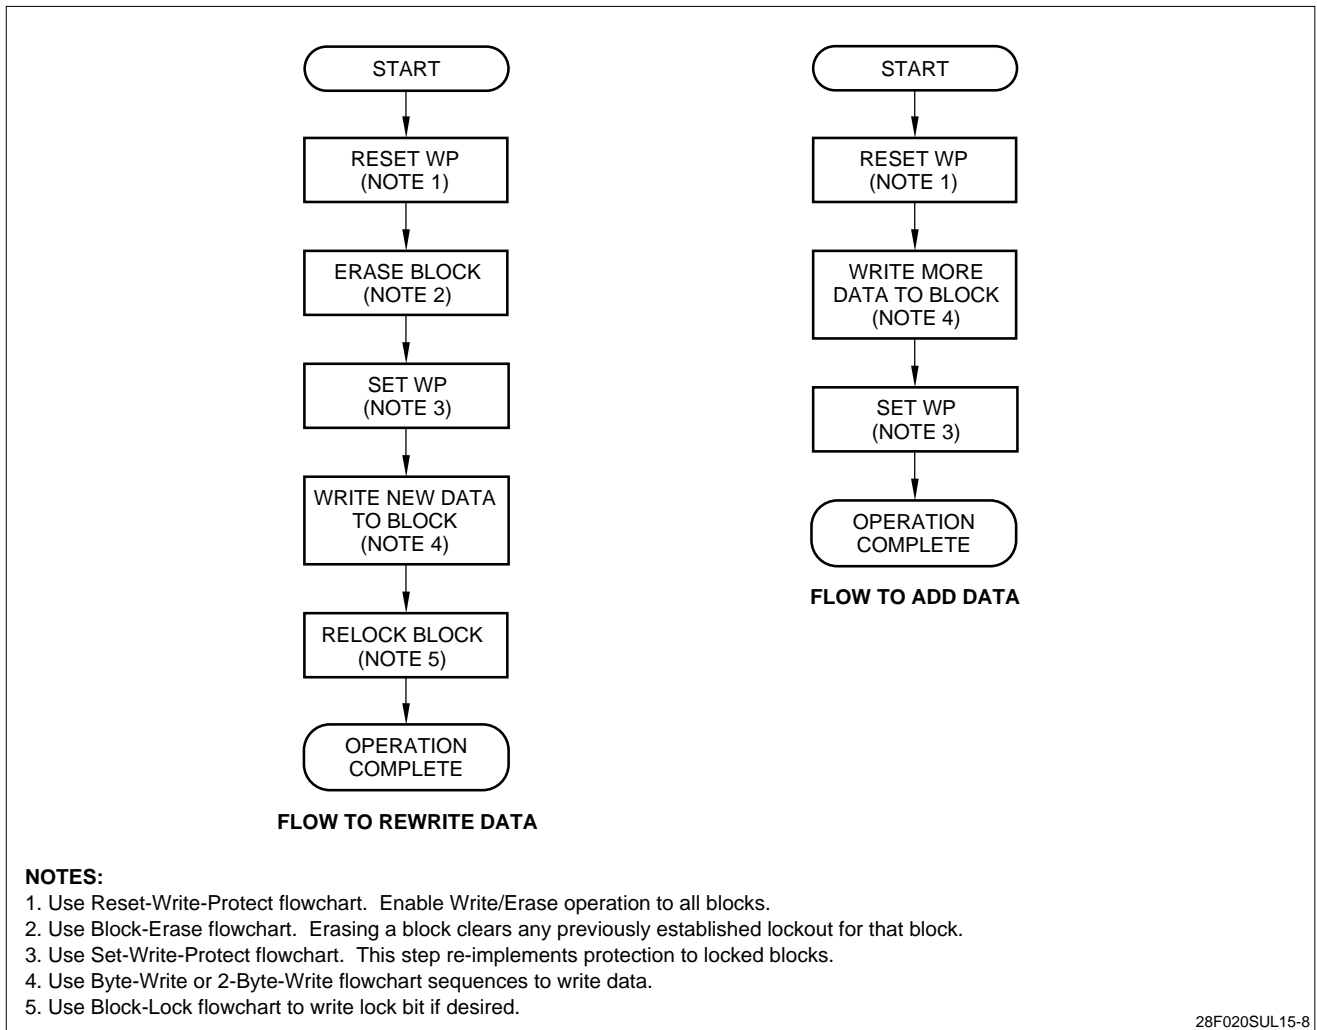 START
RESET WP
(NOTE 1)
ERASE BLOCK
(NOTE 2)
SET WP
(NOTE 3)
WRITE NEW DATA
TO BLOCK
(NOTE 4)
RELOCK BLOCK
(NOTE 5)
OPERATION
COMPLETE
FLOW TO REWRITE DATA
START
RESET WP
(NOTE 1)
WRITE MORE
DATA TO BLOCK
(NOTE 4)
SET WP
(NOTE 3)
OPERATION
COMPLETE
FLOW TO ADD DATA
NOTES:
1. Use Reset-Write-Protect flowchart. Enable Write/Erase operation to all blocks.
2. Use Block-Erase flowchart. Erasing a block clears any previously established lockout for that block.
3. Use Set-Write-Protect flowchart. This step re-implements protection to locked blocks.
4. Use Byte-Write or 2-Byte-Write flowchart sequences to write data.
5. Use Block-Lock flowchart to write lock bit if desired.
28F020SUL15-8